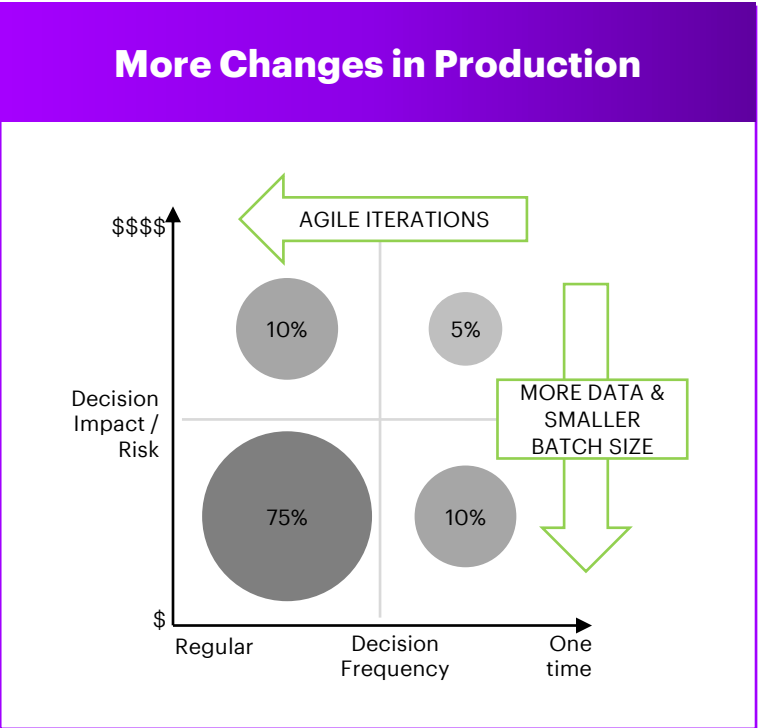 More Changes in Production
AGILE ITERATIONS
$$$$
10%
5%
Decision
Impact /
Risk
MORE DATA &
SMALLER
BATCH SIZE
75%
10%
$
Regular
Decision
Frequency
One
time